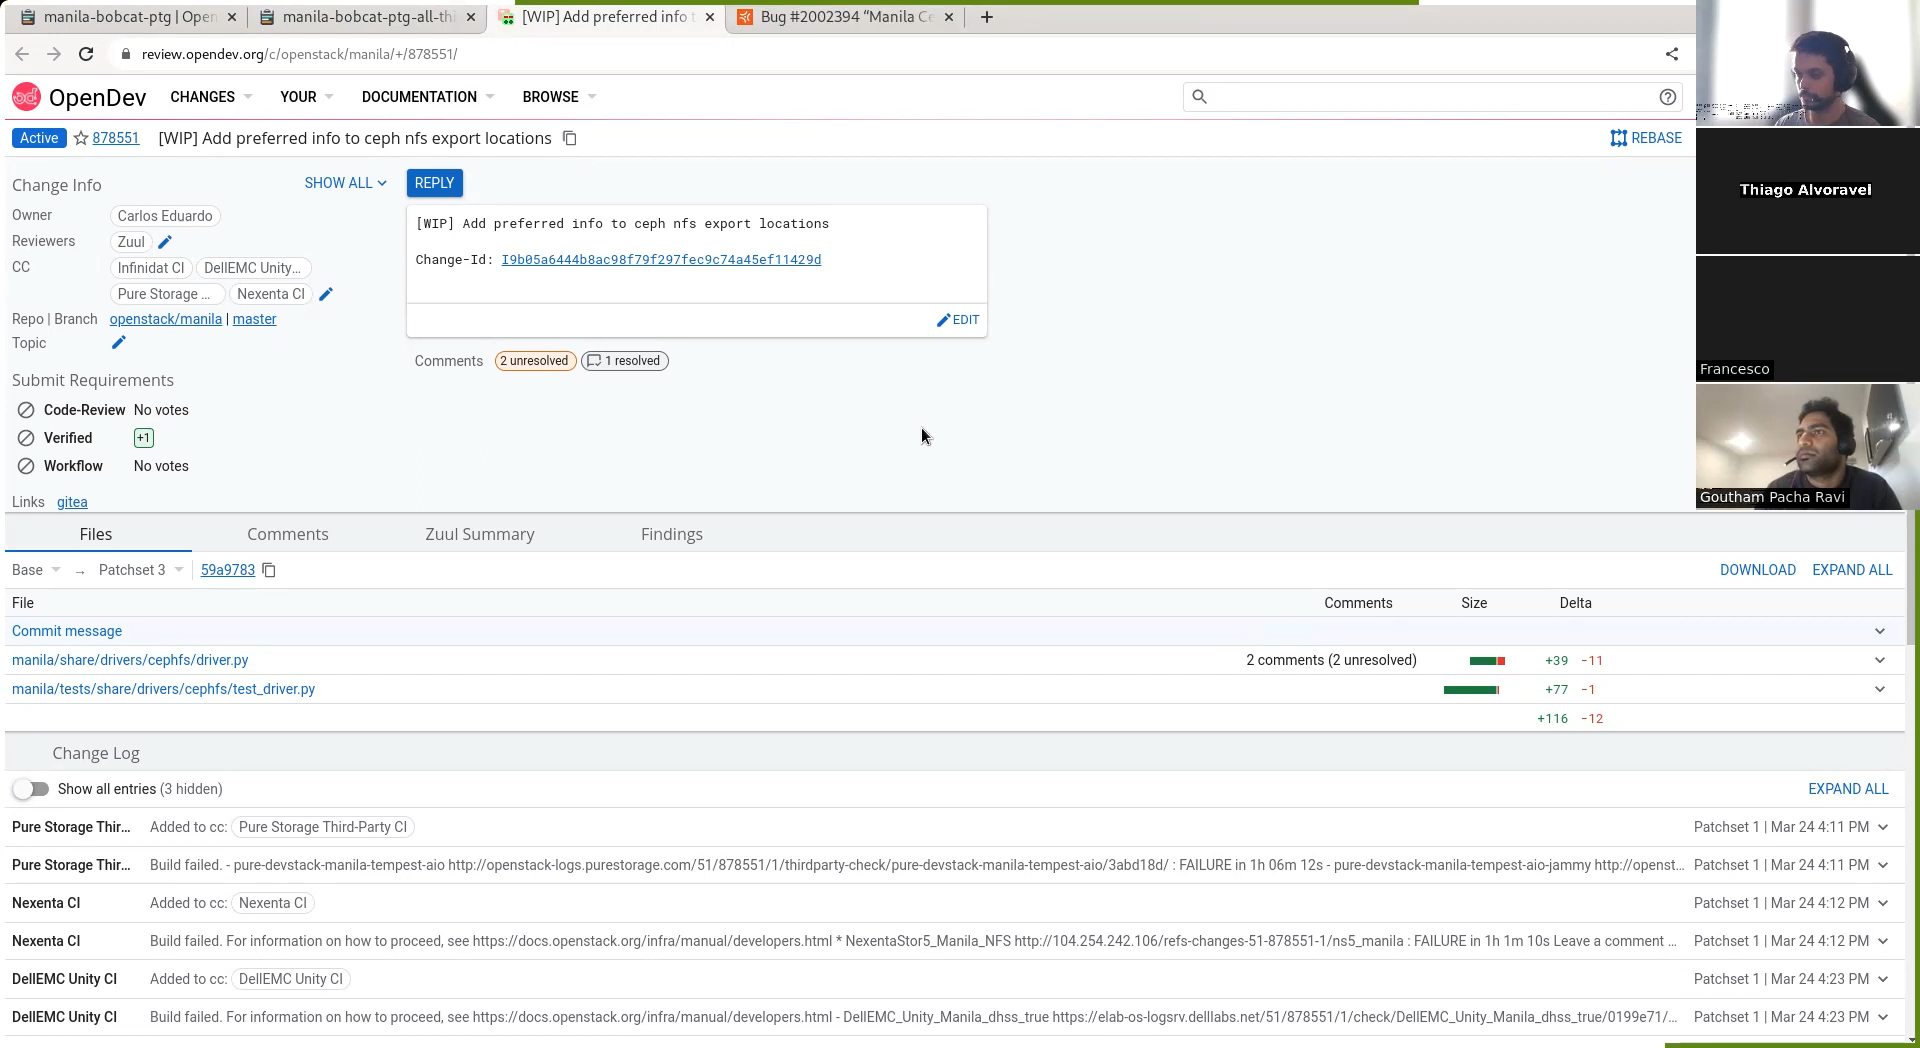 manila-bobcat-ptg | Open
manila-bobcat-ptg-all-thi
[WIP] Add preferred info t
Bug #2002394 “Manila Ce
review.opendev.org/c/openstack/manila/+/878551/
OpenDev CHANGES YOUR DOCUMENTATION BROWSE
Active 878551 [WIP] Add preferred info to ceph nfs export locations REBASE
Change Info SHOW ALL
Owner Carlos Eduardo
Reviewers Zuul
CC Infinidat CI DellEMC Unity...
Pure Storage ... Nexenta CI
Repo | Branch openstack/manila | master
Topic
Submit Requirements
Code-Review No votes
Verified +1
Workflow No votes
Links gitea
REPLY
[WIP] Add preferred info to ceph nfs export locations
Change-Id: I9b05a6444b8ac98f79f297fec9c74a45ef11429d
EDIT
Comments 2 unresolved 1 resolved
Thiago Alvoravel
Francesco
Goutham Pacha Ravi
Files Comments Zuul Summary Findings
Base → Patchset 3 59a9783 DOWNLOAD EXPAND ALL
File Comments Size Delta
Commit message
manila/share/drivers/cephfs/driver.py 2 comments (2 unresolved) +39 -11
manila/tests/share/drivers/cephfs/test_driver.py +77 -1
+116 -12
Change Log
Show all entries (3 hidden) EXPAND ALL
Pure Storage Thir... Added to cc: Pure Storage Third-Party CI Patchset 1 | Mar 24 4:11 PM
Pure Storage Thir... Build failed. - pure-devstack-manila-tempest-aio http://openstack-logs.purestorage.com/51/878551/1/thirdparty-check/pure-devstack-manila-tempest-aio/3abd18d/ : FAILURE in 1h 06m 12s - pure-devstack-manila-tempest-aio-jammy http://openst... Patchset 1 | Mar 24 4:11 PM
Nexenta CI Added to cc: Nexenta CI Patchset 1 | Mar 24 4:12 PM
Nexenta CI Build failed. For information on how to proceed, see https://docs.openstack.org/infra/manual/developers.html * NexentaStor5_Manila_NFS http://104.254.242.106/refs-changes-51-878551-1/ns5_manila : FAILURE in 1h 1m 10s Leave a comment ... Patchset 1 | Mar 24 4:12 PM
DellEMC Unity CI Added to cc: DellEMC Unity CI Patchset 1 | Mar 24 4:23 PM
DellEMC Unity CI Build failed. For information on how to proceed, see https://docs.openstack.org/infra/manual/developers.html - DellEMC_Unity_Manila_dhss_true https://elab-os-logsrv.delllabs.net/51/878551/1/check/DellEMC_Unity_Manila_dhss_true/0199e71/... Patchset 1 | Mar 24 4:23 PM